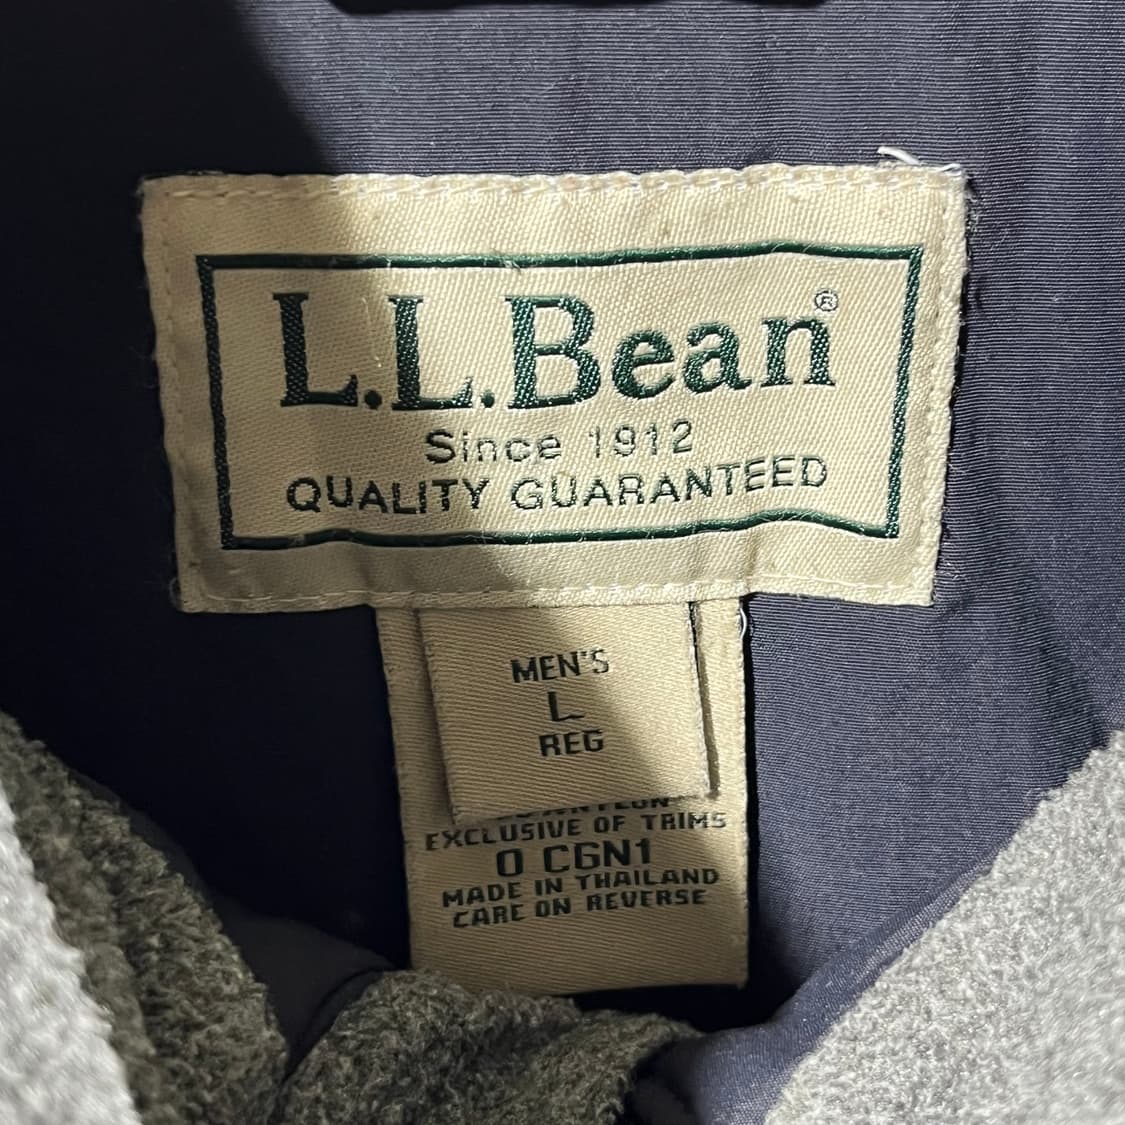 L.L.Bean®
Since 1912
QUALITY GUARANTEED
MEN'S
L
REG
EXCLUSIVE OF TRIMS
0 CGN1
MADE IN THAILAND
CARE ON REVERSE